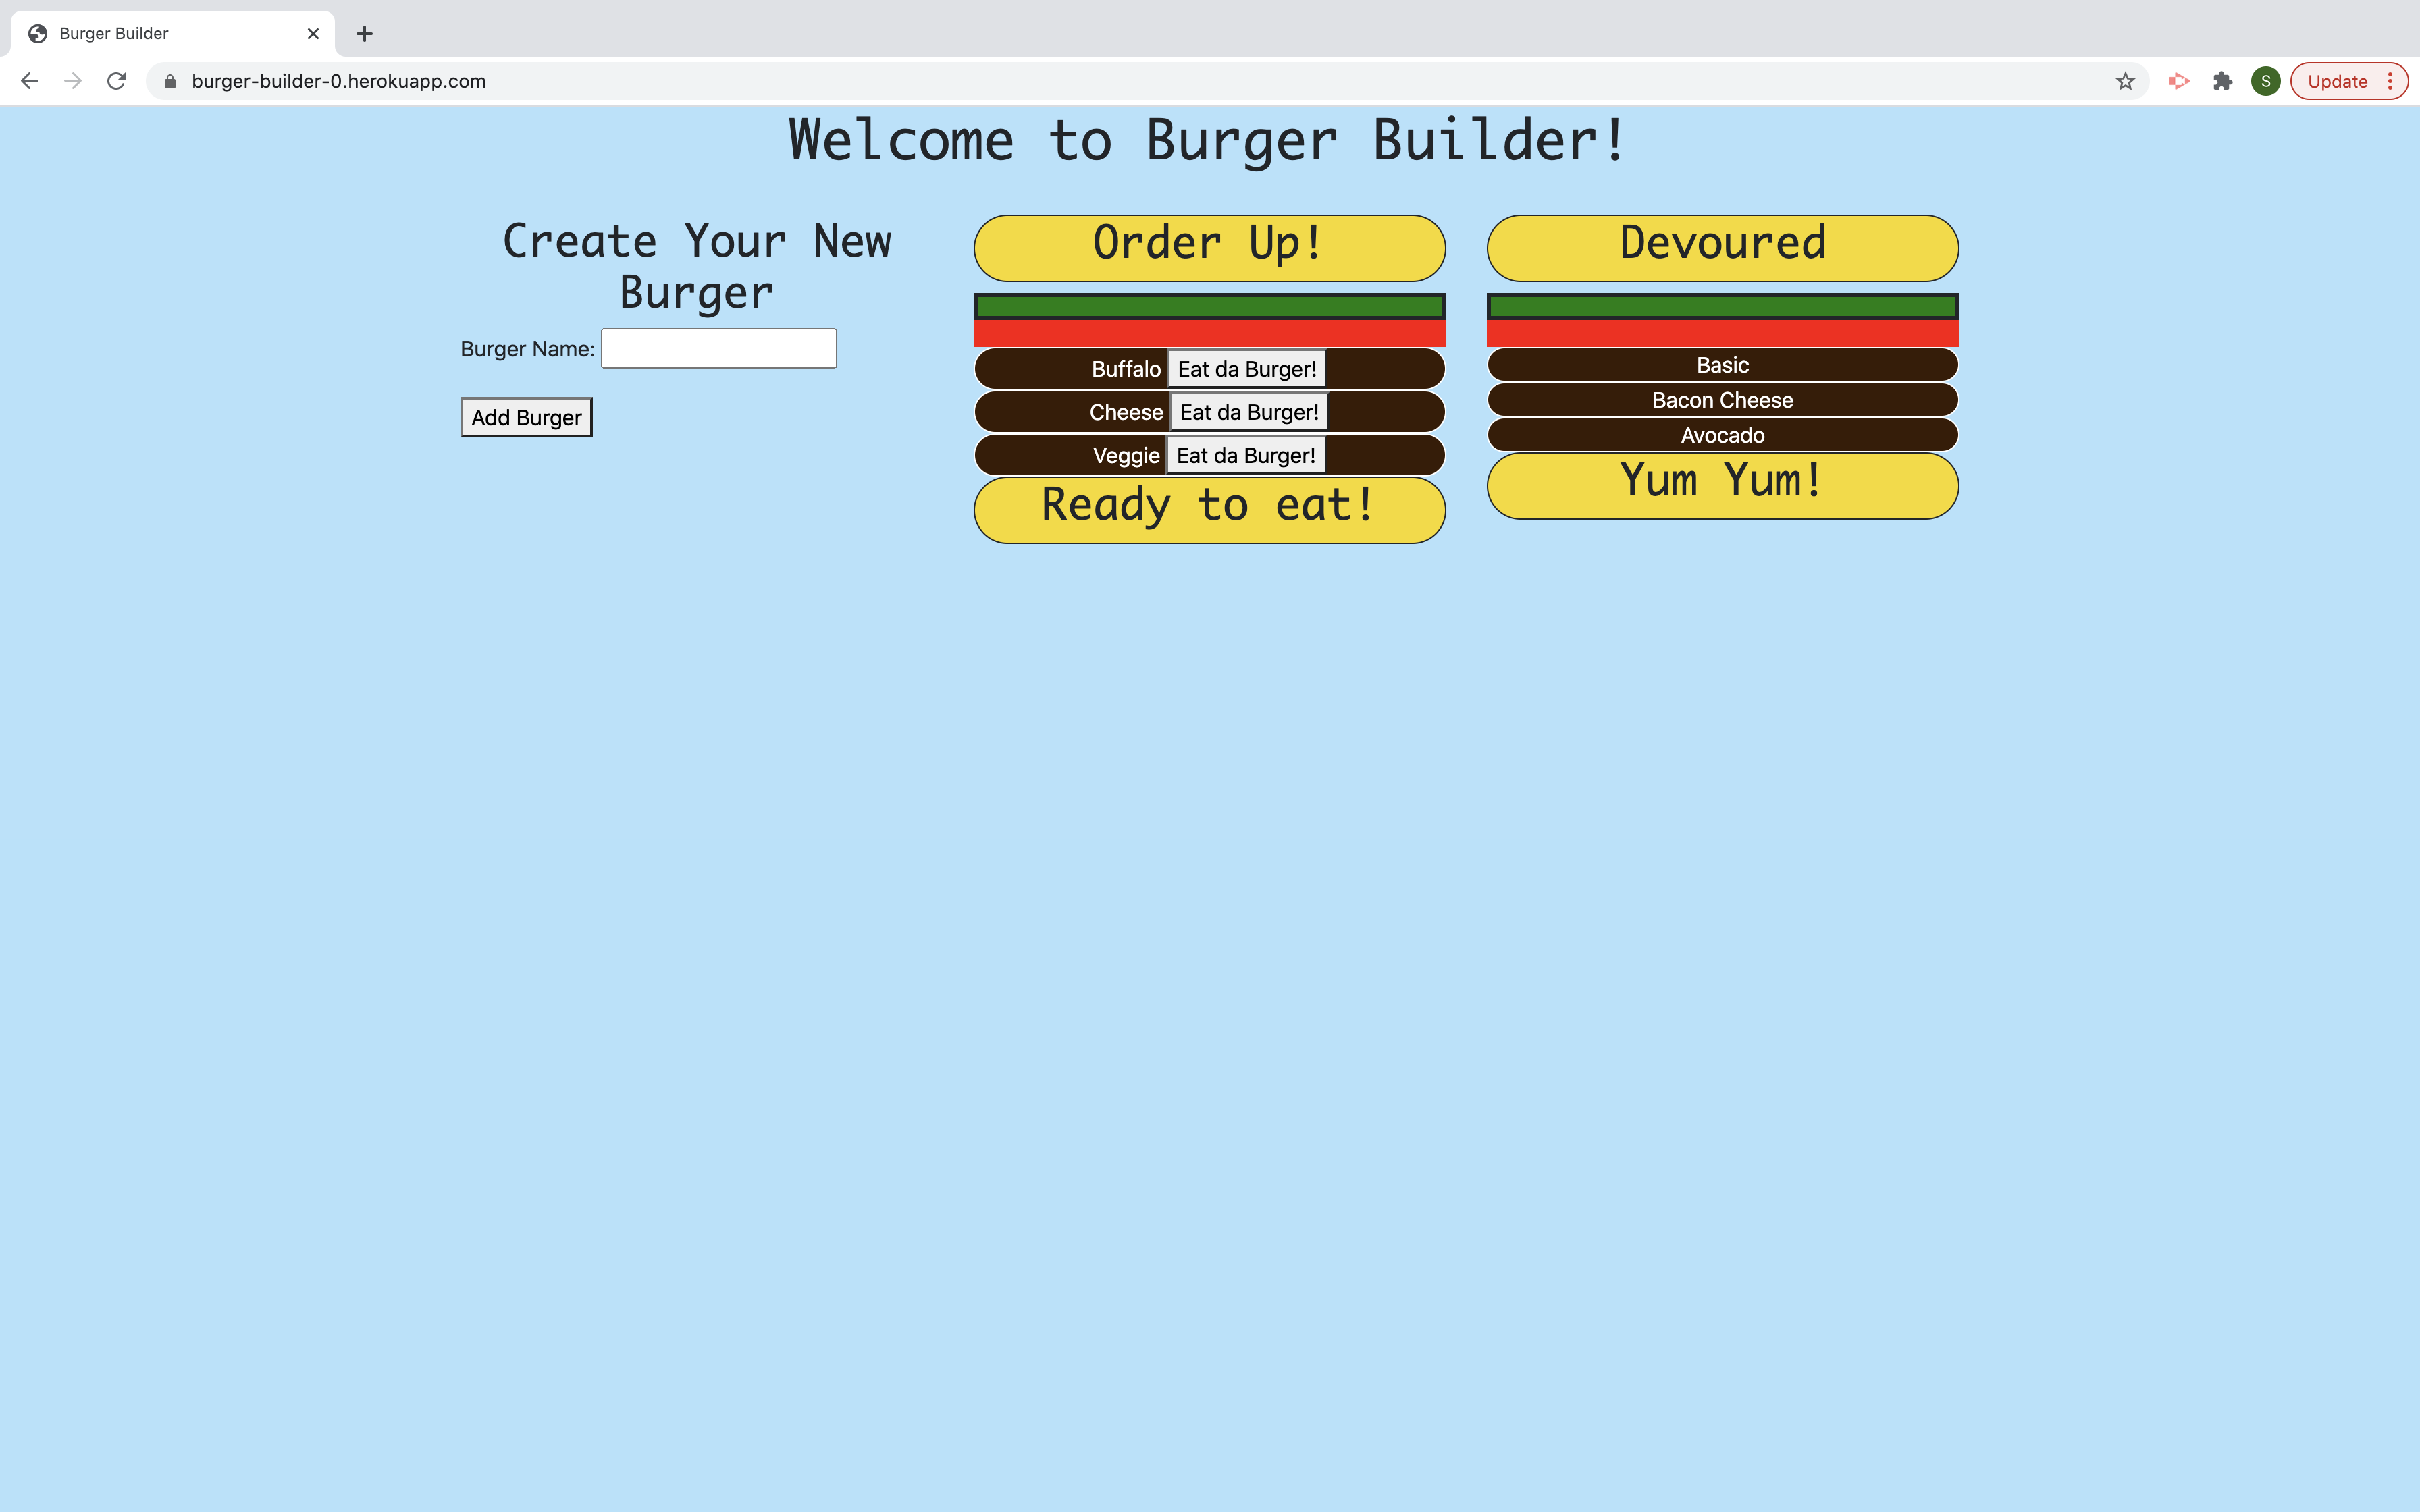 Burger Builder
burger-builder-0.herokuapp.com
S
Update
Welcome to Burger Builder!
Create Your New
Burger
Burger Name:
Add Burger
Order Up!
Buffalo Eat da Burger!
Cheese Eat da Burger!
Veggie Eat da Burger!
Ready to eat!
Devoured
Basic
Bacon Cheese
Avocado
Yum Yum!